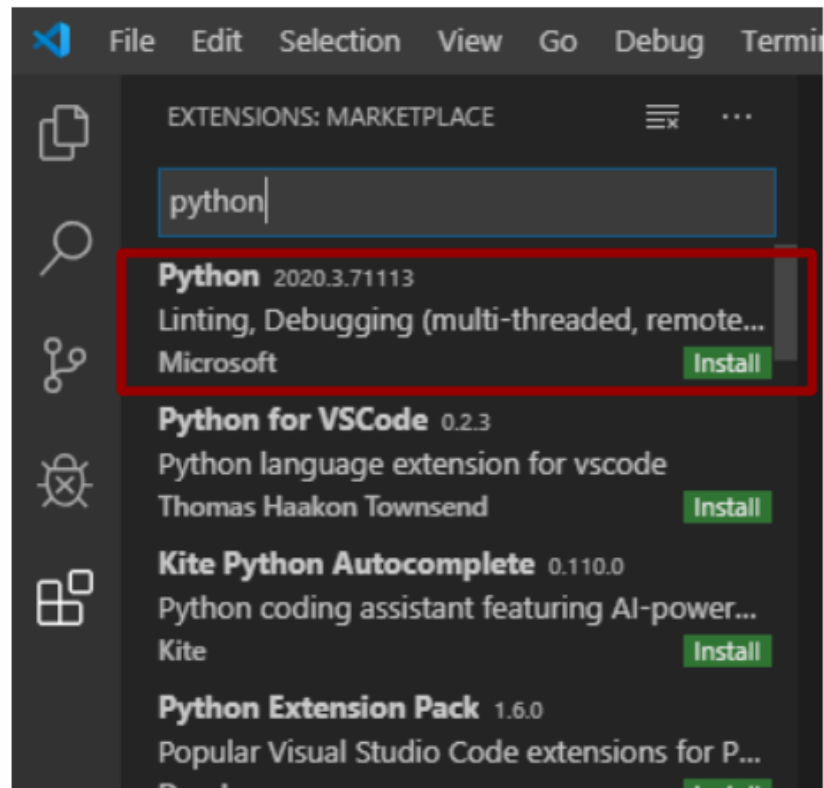 File Edit Selection View Go Debug
EXTENSIONS: MARKETPLACE
python
Python 2020.3.71113
Linting, Debugging (multi-threaded, remote...
Microsoft Install
Python for VSCode 0.2.3
Python language extension for vscode
Thomas Haakon Townsend Install
Kite Python Autocomplete 0.110.0
Python coding assistant featuring AI-power...
Kite Install
Python Extension Pack 1.6.0
Popular Visual Studio Code extensions for P...